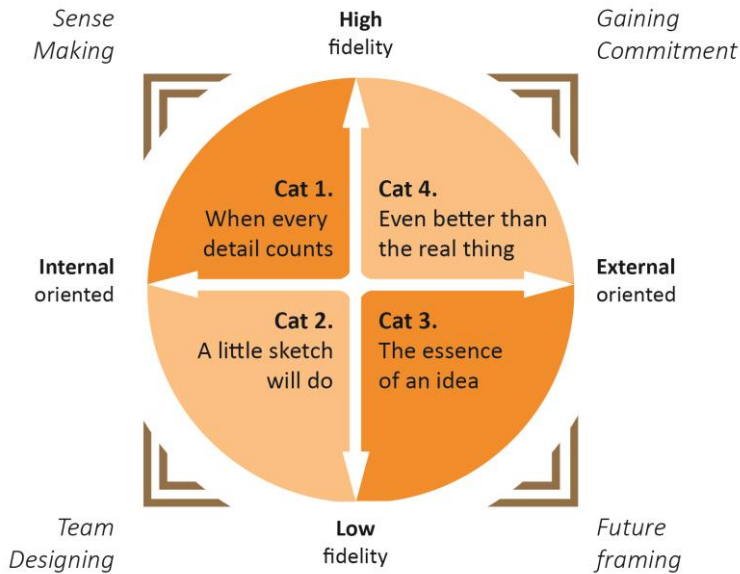 Sense
Making
High
fidelity
Gaining
Commitment
Cat 1.
When every
detail counts
Cat 4.
Even better than
the real thing
Internal
oriented
External
oriented
Cat 2.
A little sketch
will do
Cat 3.
The essence
of an idea
Team
Designing
Low
fidelity
Future
framing